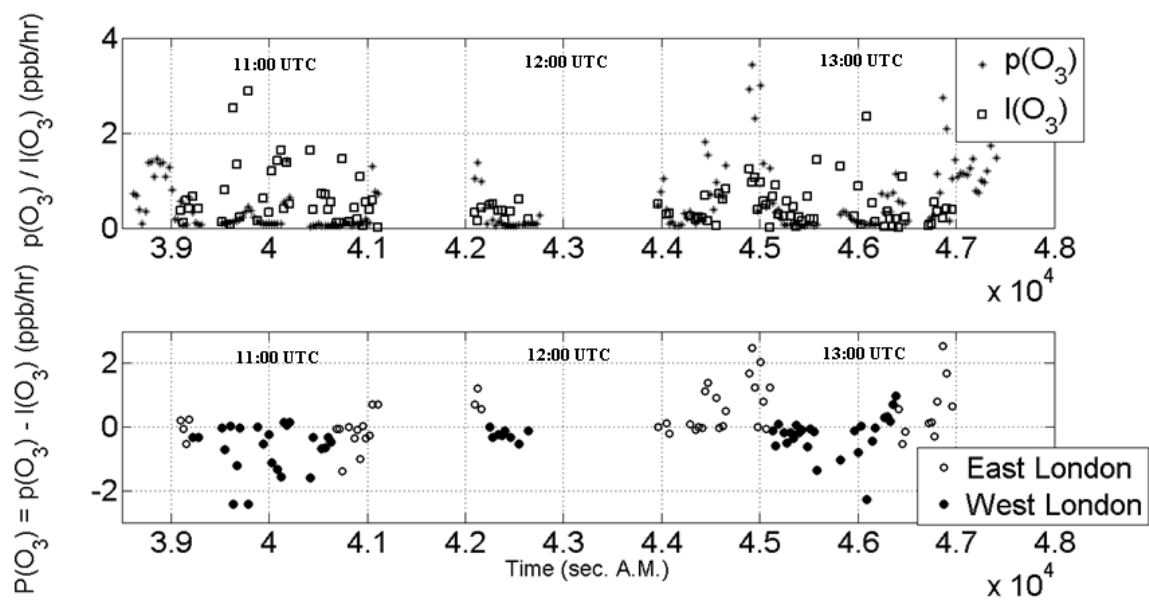 p(O3) / l(O3) (ppb/hr)
4
2
0
11:00 UTC
12:00 UTC
13:00 UTC
p(O3)
l(O3)
3.9 4 4.1 4.2 4.3 4.4 4.5 4.6 4.7 4.8
x 10^4
P(O3) = p(O3) - l(O3) (ppb/hr)
2
0
-2
11:00 UTC
12:00 UTC
13:00 UTC
East London
West London
3.9 4 4.1 4.2 4.3 4.4 4.5 4.6 4.7 4.8
Time (sec. A.M.)
x 10^4